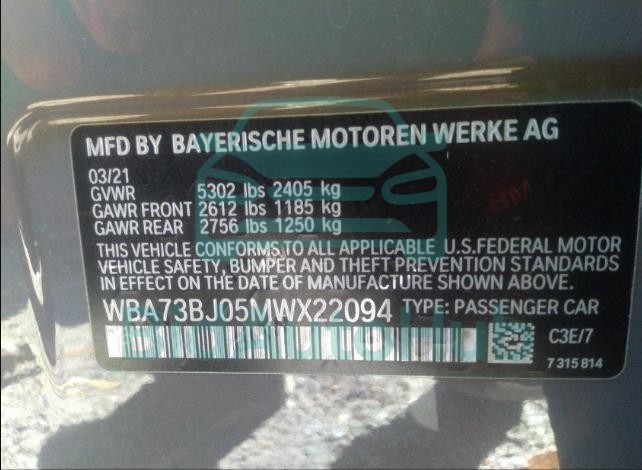 MFD BY BAYERISCHE MOTOREN WERKE AG
03/21
GVWR 5302 lbs 2405 kg
GAWR FRONT 2612 lbs 1185 kg
GAWR REAR 2756 lbs 1250 kg
THIS VEHICLE CONFORMS TO ALL APPLICABLE U.S.FEDERAL MOTOR
VEHICLE SAFETY, BUMPER AND THEFT PREVENTION STANDARDS
IN EFFECT ON THE DATE OF MANUFACTURE SHOWN ABOVE.
WBA73BJ05MWX22094 TYPE: PASSENGER CAR
C3E/7
7 315 814